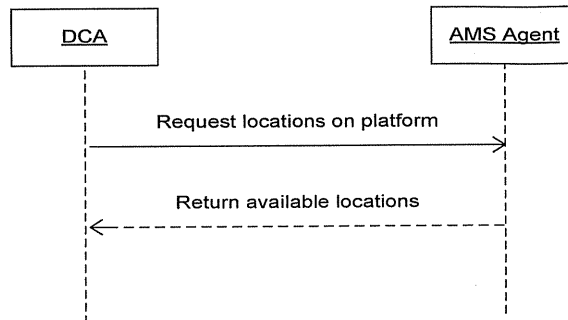 DCA
AMS Agent
Request locations on platform
Return available locations